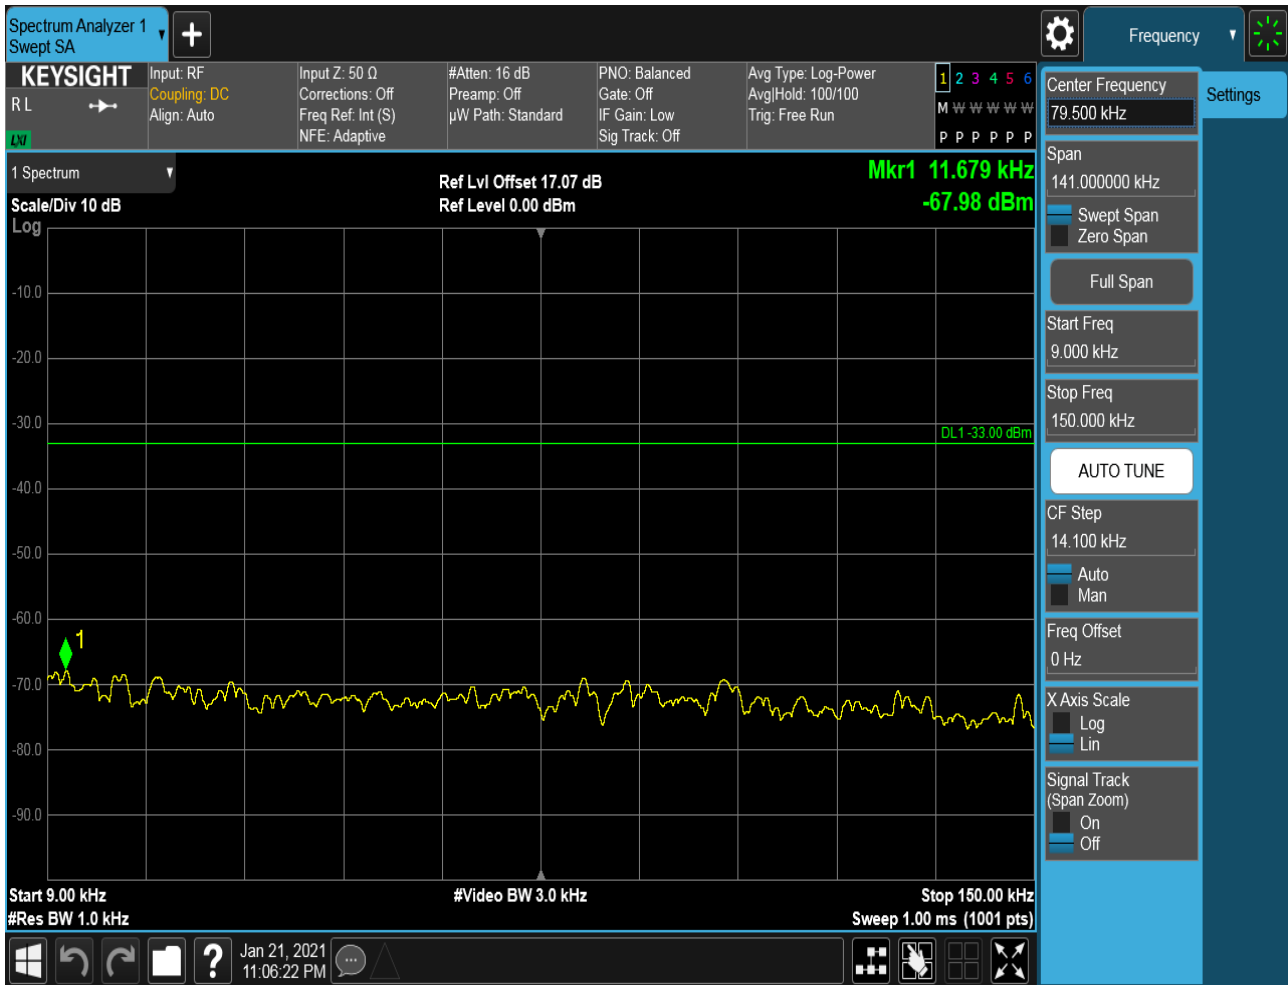 Spectrum Analyzer 1
Swept SA
Frequency
KEYSIGHT
R L
LXI
Input: RF
Coupling: DC
Align: Auto
Input Z: 50 Ω
Corrections: Off
Freq Ref: Int (S)
NFE: Adaptive
#Atten: 16 dB
Preamp: Off
µW Path: Standard
PNO: Balanced
Gate: Off
IF Gain: Low
Sig Track: Off
Avg Type: Log-Power
Avg|Hold: 100/100
Trig: Free Run
1 2 3 4 5 6
M W W W W W
P P P P P P
1 Spectrum
Scale/Div 10 dB
Log
Ref Lvl Offset 17.07 dB
Ref Level 0.00 dBm
Mkr1 11.679 kHz
-67.98 dBm
-10.0
-20.0
-30.0
DL1 -33.00 dBm
-40.0
-50.0
-60.0
1
-70.0
-80.0
-90.0
Start 9.00 kHz
#Video BW 3.0 kHz
Stop 150.00 kHz
#Res BW 1.0 kHz
Sweep 1.00 ms (1001 pts)
Jan 21, 2021
11:06:22 PM
Center Frequency
79.500 kHz
Settings
Span
141.000000 kHz
Swept Span
Zero Span
Full Span
Start Freq
9.000 kHz
Stop Freq
150.000 kHz
AUTO TUNE
CF Step
14.100 kHz
Auto
Man
Freq Offset
0 Hz
X Axis Scale
Log
Lin
Signal Track
(Span Zoom)
On
Off